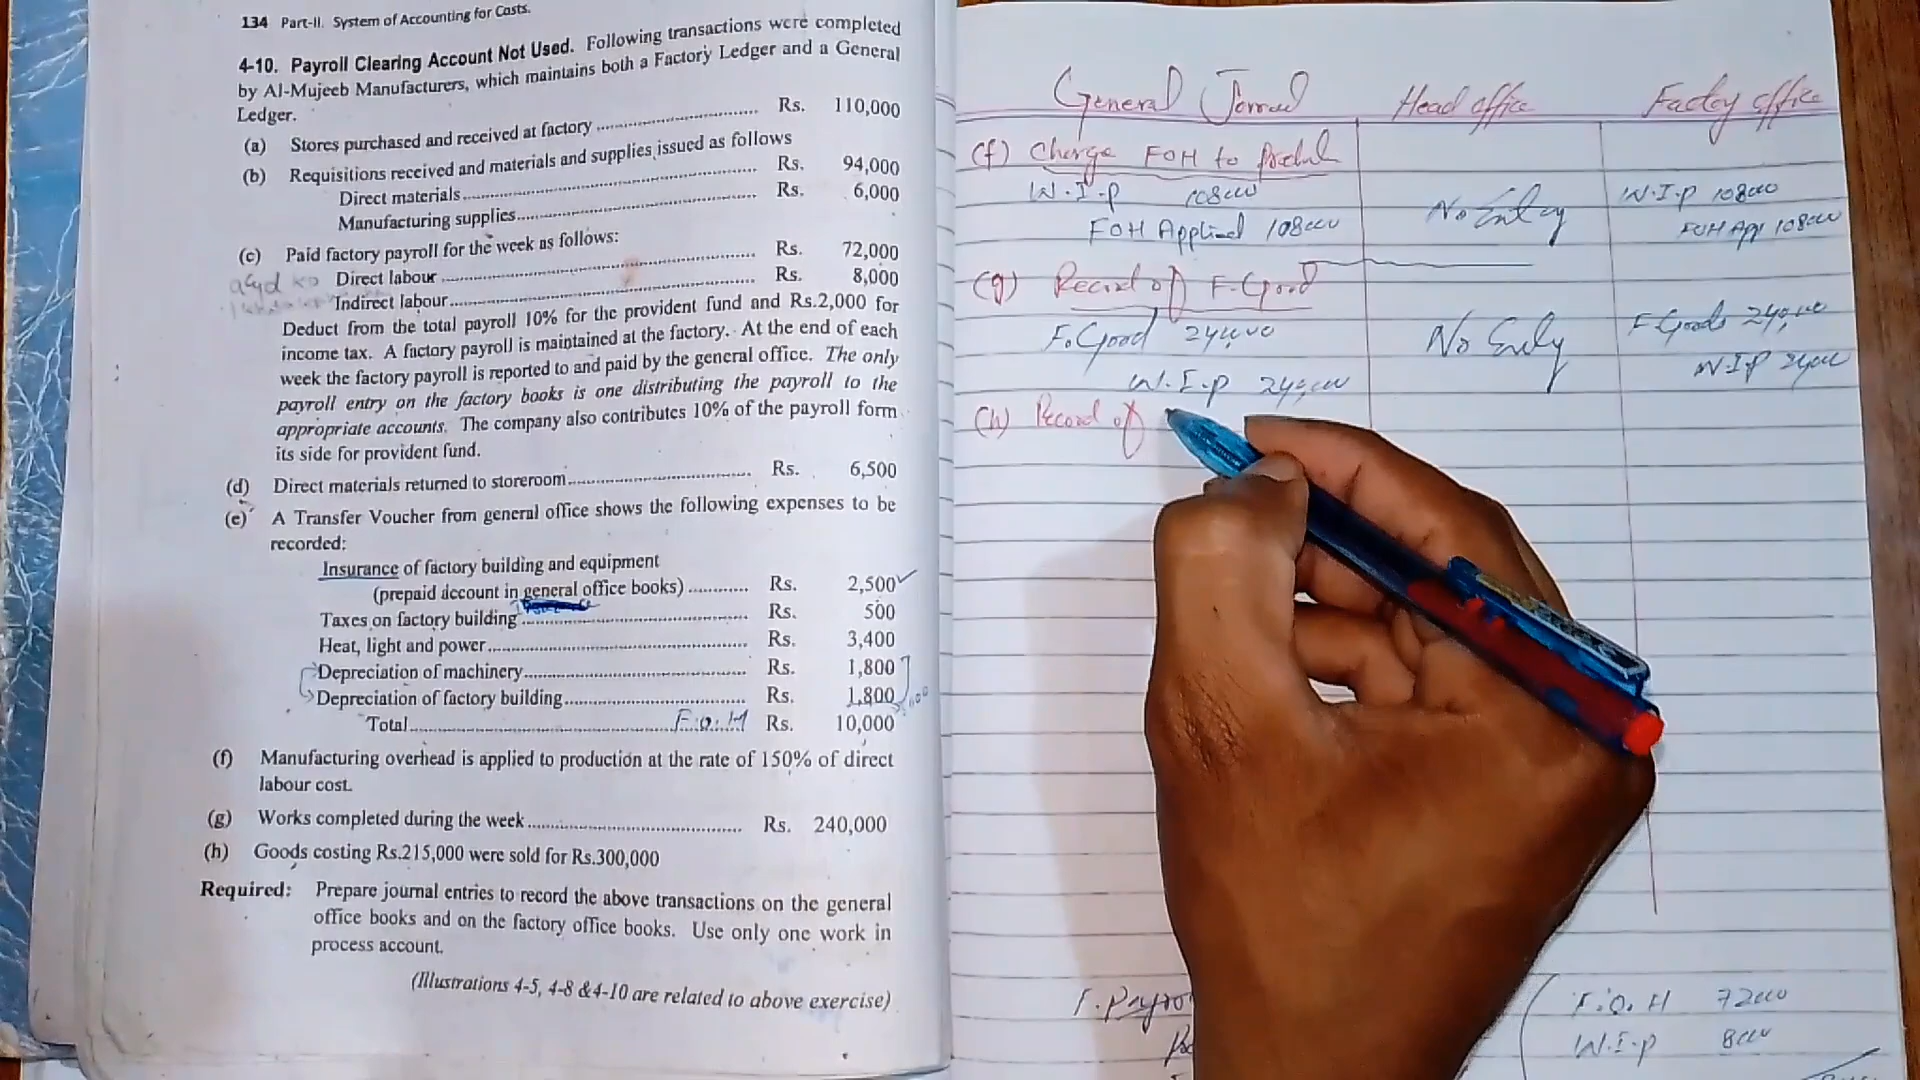 134 Part-II. System of Accounting for Costs.
4-10. Payroll Clearing Account Not Used. Following transactions were completed
by Al-Mujeeb Manufacturers, which maintains both a Factory Ledger and a General
Ledger.
(a) Stores purchased and received at factory ........ Rs. 110,000
(b) Requisitions received and materials and supplies issued as follows
Direct materials ........ Rs. 94,000
Manufacturing supplies ........ Rs. 6,000
(c) Paid factory payroll for the week as follows:
Direct labour ........ Rs. 72,000
Indirect labour ........ Rs. 8,000
Deduct from the total payroll 10% for the provident fund and Rs.2,000 for
income tax. A factory payroll is maintained at the factory. At the end of each
week the factory payroll is reported to and paid by the general office. The only
payroll entry on the factory books is one distributing the payroll to the
appropriate accounts. The company also contributes 10% of the payroll form
its side for provident fund.
(d) Direct materials returned to storeroom ........ Rs. 6,500
(e) A Transfer Voucher from general office shows the following expenses to be
recorded:
Insurance of factory building and equipment
(prepaid account in general office books) ........ Rs. 2,500
Taxes on factory building ........ Rs. 500
Heat, light and power ........ Rs. 3,400
Depreciation of machinery ........ Rs. 1,800
Depreciation of factory building ........ Rs. 1,800
Total ........ F.O.H Rs. 10,000
(f) Manufacturing overhead is applied to production at the rate of 150% of direct
labour cost.
(g) Works completed during the week ........ Rs. 240,000
(h) Goods costing Rs.215,000 were sold for Rs.300,000
Required: Prepare journal entries to record the above transactions on the general
office books and on the factory office books. Use only one work in
process account.
(Illustrations 4-5, 4-8 &4-10 are related to above exercise)
General Head office Factory office
(f) Charge FOH to
W.I.P 108000 No Entry W.I.P 108000
FOH Applied 108000 FOH App 108000
(g) Record of F.Good
F.Good 240,000 No Entry F Goods 240,000
W.I.P 240,000 W.I.P
(h) Record of
F.O.H 72000
W.I.P 8000